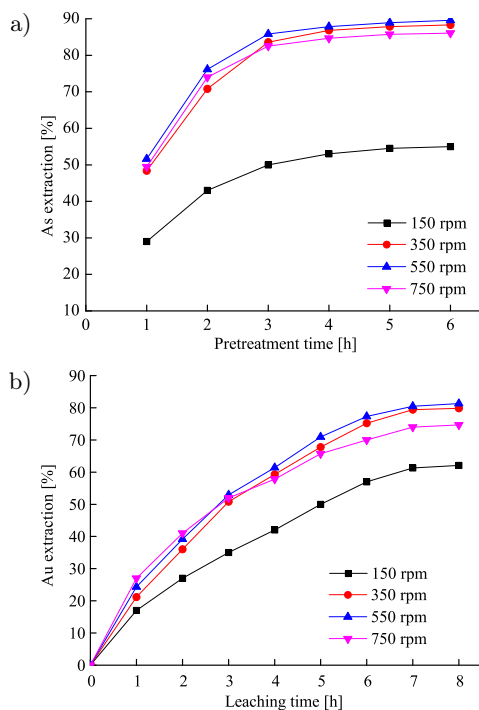 a)
90
80
70
60
50
40
30
20
10
As extraction [%]
0 1 2 3 4 5 6
Pretreatment time [h]
150 rpm
350 rpm
550 rpm
750 rpm
b)
90
80
70
60
50
40
30
20
10
0
Au extraction [%]
0 1 2 3 4 5 6 7 8
Leaching time [h]
150 rpm
350 rpm
550 rpm
750 rpm